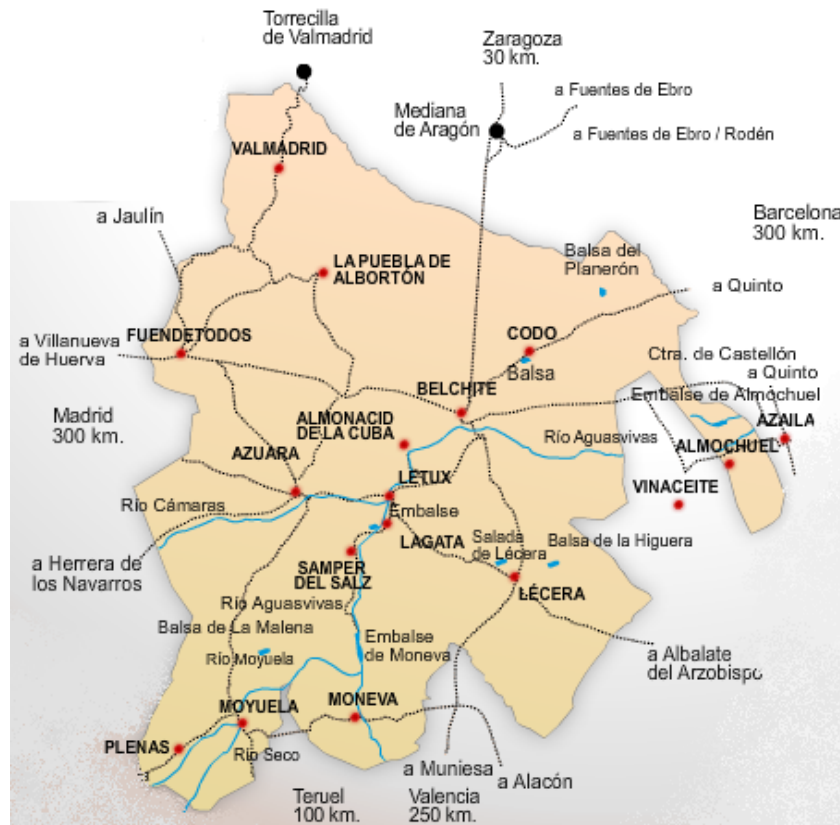 Torrecilla
de Valmadrid
Zaragoza
30 km.
a Fuentes de Ebro
Mediana
de Aragón
a Fuentes de Ebro / Rodén
VALMADRID
a Jaulín
Barcelona
300 km.
LA PUEBLA DE
ALBORTÓN
Balsa del
Planerón
a Quinto
FUENDETODOS
a Villanueva
de Huerva
CODO
Balsa
Ctra. de Castellón
a Quinto
BELCHITE
Embalse de Almochuel
Madrid
300 km.
ALMONACID
DE LA CUBA
AZAILA
Río Aguasvivas
ALMOCHUEL
AZUARA
LETUX
VINACEITE
Río Cámaras
Embalse
LAGATA
Salada
de Lécera
Balsa de la Higuera
a Herrera de
los Navarros
SAMPER
DEL SALZ
LÉCERA
Río Aguasvivas
Balsa de La Malena
Embalse
de Moneva
Río Moyuela
a Albalate
del Arzobispo
MOYUELA
MONEVA
PLENAS
Río Seco
a Muniesa
a Alacón
Teruel
100 km.
Valencia
250 km.